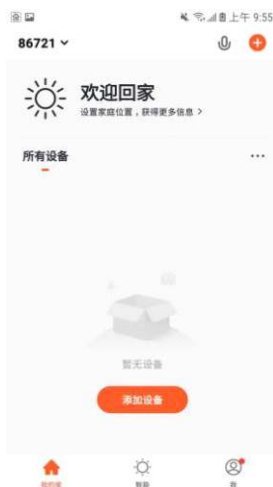 上午 9:55
86721
欢迎回家
设置家庭位置，获得更多信息 >
所有设备
...
暂无设备
添加设备
我的家
智能
我